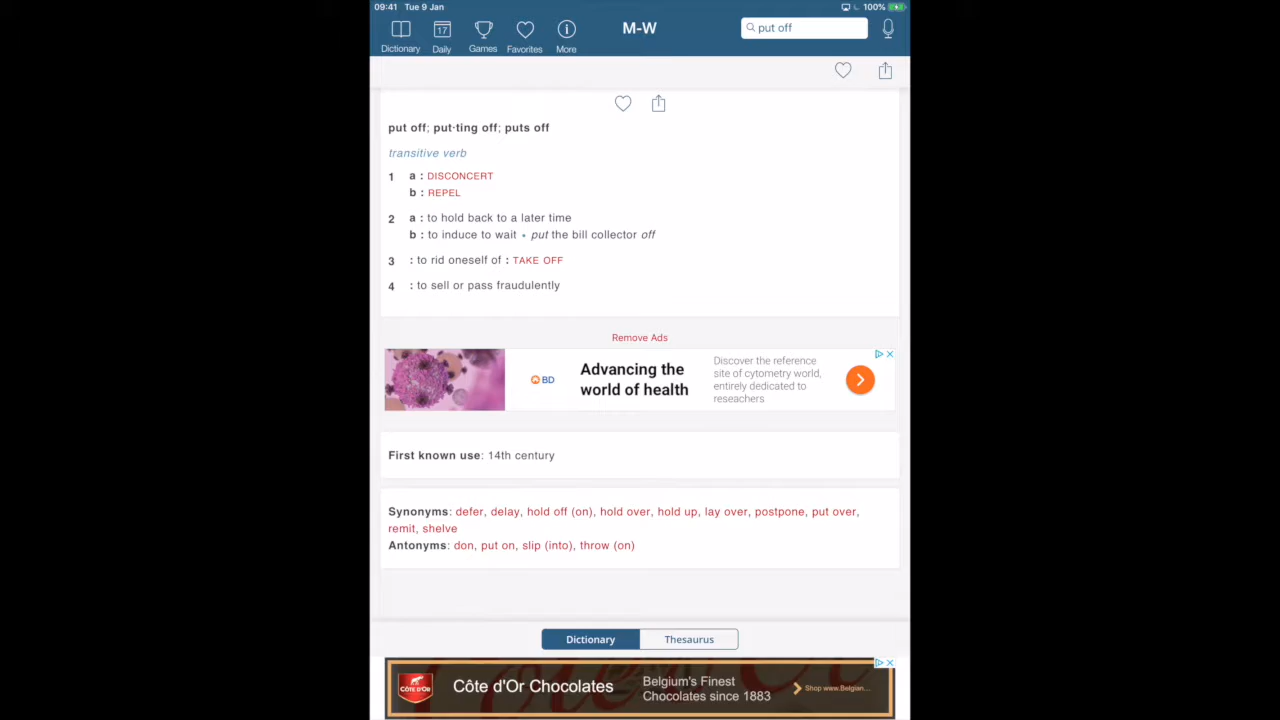 09:41 Tue 9 Jan 100%
17
Dictionary Daily Games Favorites More
M-W
put off
put off; put·ting off; puts off
transitive verb
1 a : DISCONCERT
b : REPEL
2 a : to hold back to a later time
b : to induce to wait • put the bill collector off
3 : to rid oneself of : TAKE OFF
4 : to sell or pass fraudulently
Remove Ads
BD
Advancing the
world of health
Discover the reference
site of cytometry world,
entirely dedicated to
reseachers
First known use: 14th century
Synonyms: defer, delay, hold off (on), hold over, hold up, lay over, postpone, put over,
remit, shelve
Antonyms: don, put on, slip (into), throw (on)
Dictionary Thesaurus
CÔTE D'OR
Côte d'Or Chocolates
Belgium's Finest
Chocolates since 1883
Shop www.Belgian...